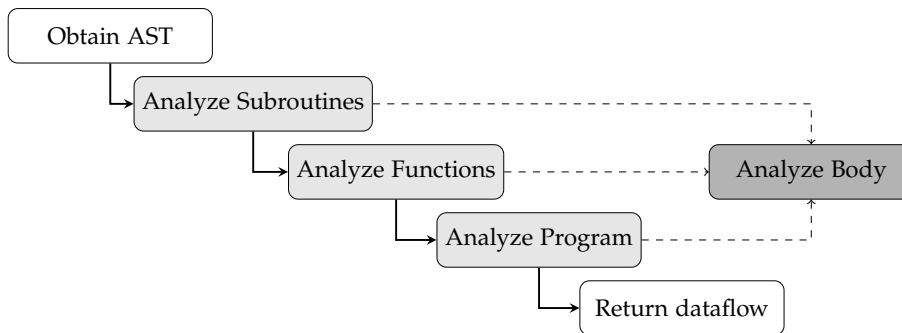 Obtain AST
Analyze Subroutines
Analyze Functions
Analyze Body
Analyze Program
Return dataflow